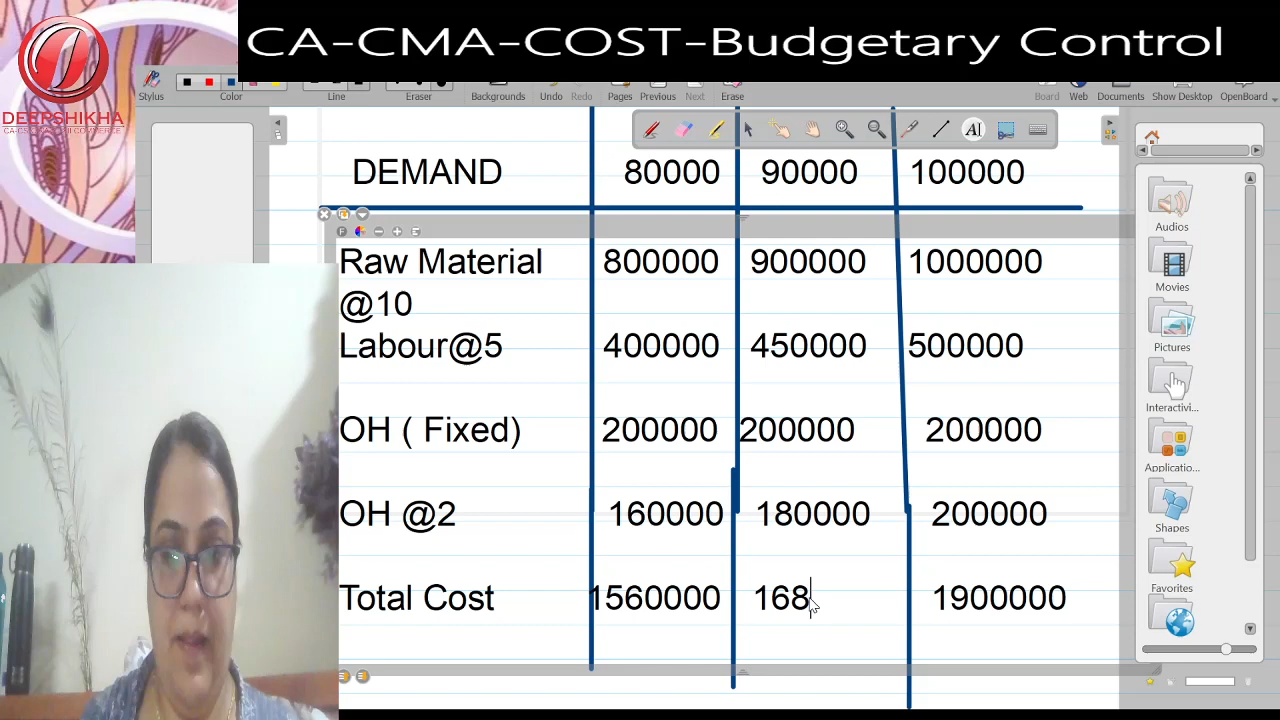 CA-CMA-COST-Budgetary Control
DEEPSHIKHA
Stylus Color Line Eraser Backgrounds Undo Redo Pages Previous Next Erase Board Web Documents Show Desktop OpenBoard
DEMAND 80000 90000 100000
Raw Material 800000 900000 1000000
@10
Labour@5 400000 450000 500000
OH ( Fixed) 200000 200000 200000
OH @2 160000 180000 200000
Total Cost 1560000 168 1900000
Audios
Movies
Pictures
Interactivi...
Applicatio...
Shapes
Favorites